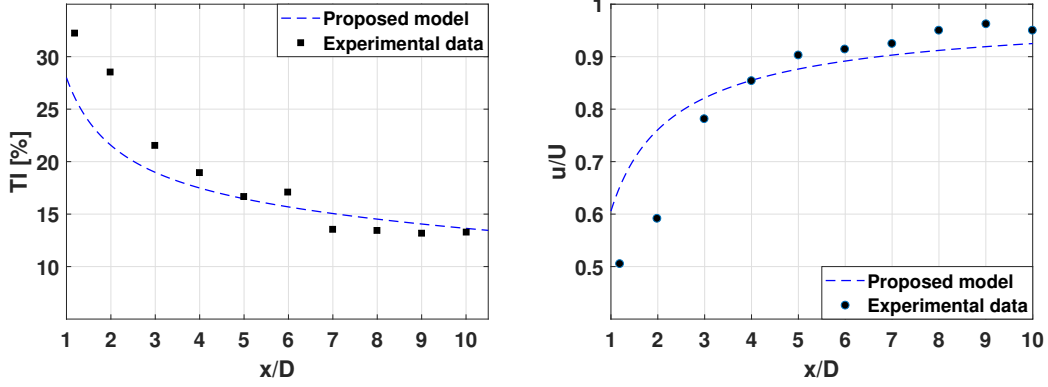 Proposed model
Experimental data
30
25
20
15
10
TI [%]
1 2 3 4 5 6 7 8 9 10
x/D
1
0.9
0.8
0.7
0.6
0.5
u/U
Proposed model
Experimental data
1 2 3 4 5 6 7 8 9 10
x/D